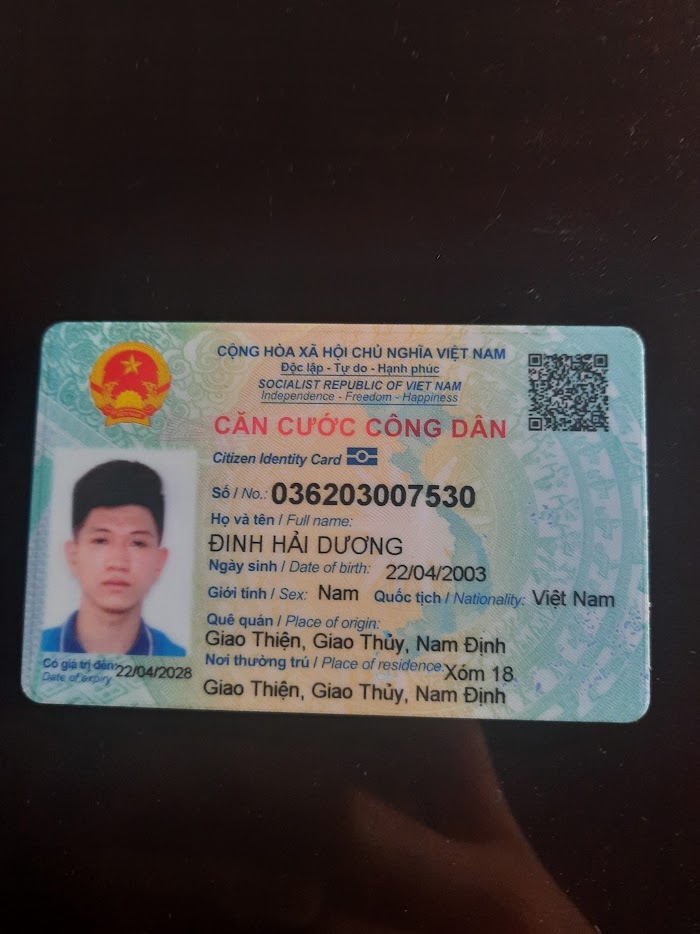 CỘNG HÒA XÃ HỘI CHỦ NGHĨA VIỆT NAM
Độc lập - Tự do - Hạnh phúc
SOCIALIST REPUBLIC OF VIET NAM
Independence - Freedom - Happiness
CĂN CƯỚC CÔNG DÂN
Citizen Identity Card
Số / No.: 036203007530
Họ và tên / Full name:
ĐINH HẢI DƯƠNG
Ngày sinh / Date of birth: 22/04/2003
Giới tính / Sex: Nam Quốc tịch / Nationality: Việt Nam
Quê quán / Place of origin:
Giao Thiện, Giao Thủy, Nam Định
Nơi thường trú / Place of residence: Xóm 18
Giao Thiện, Giao Thủy, Nam Định
Có giá trị đến: 22/04/2028
Date of expiry